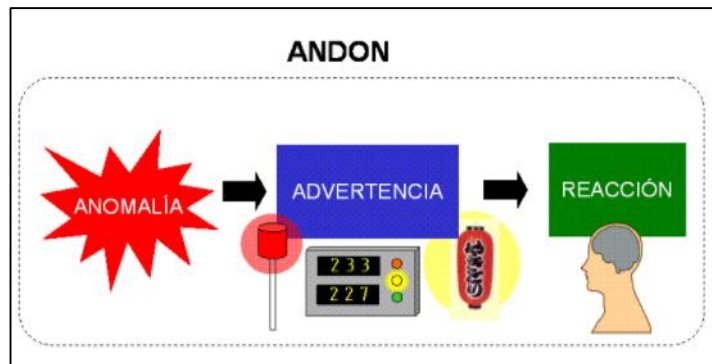 ANDON
ANOMALÍA
ADVERTENCIA
REACCIÓN
233
227